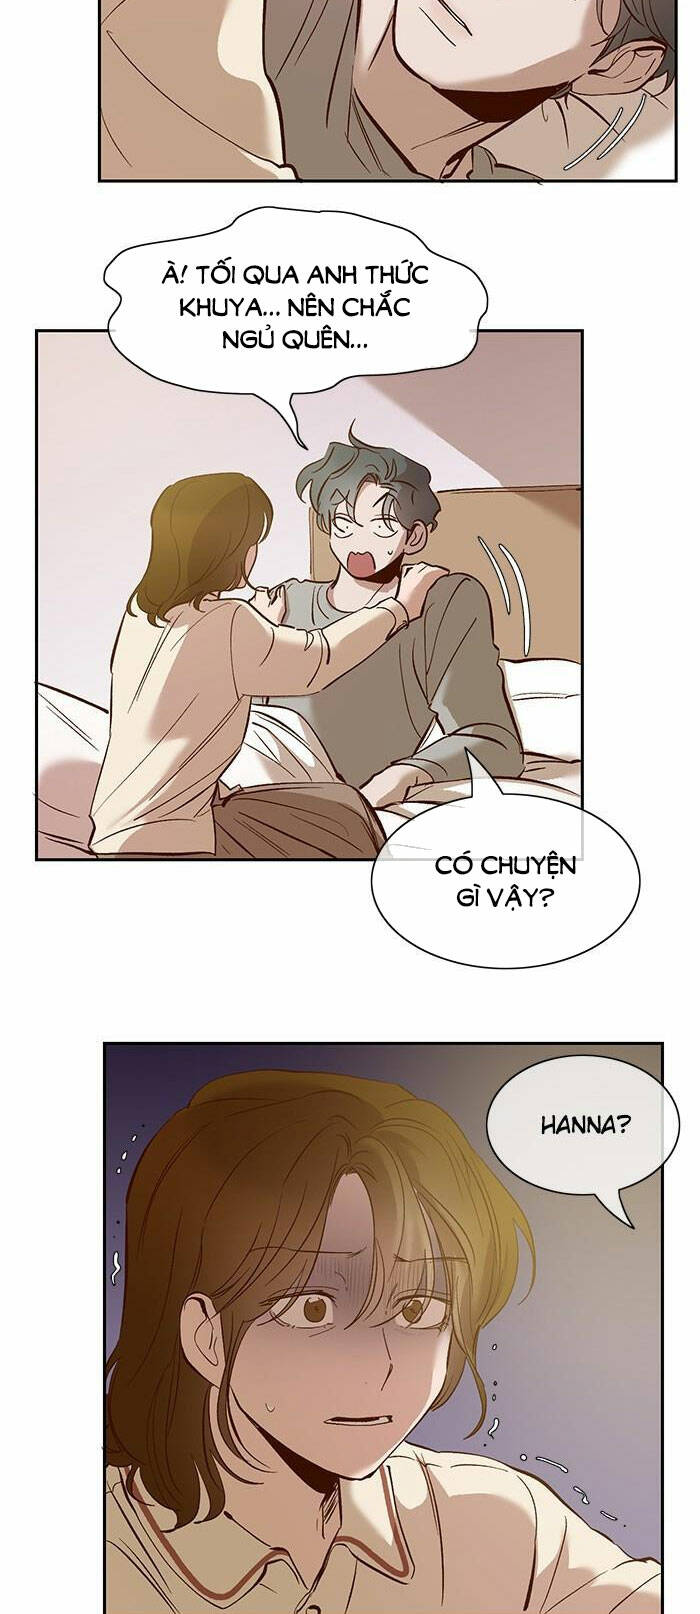 À! TỐI QUA ANH THỨC
KHUYA... NÊN CHẮC
NGỦ QUÊN...
CÓ CHUYỆN
GÌ VẬY?
HANNA?